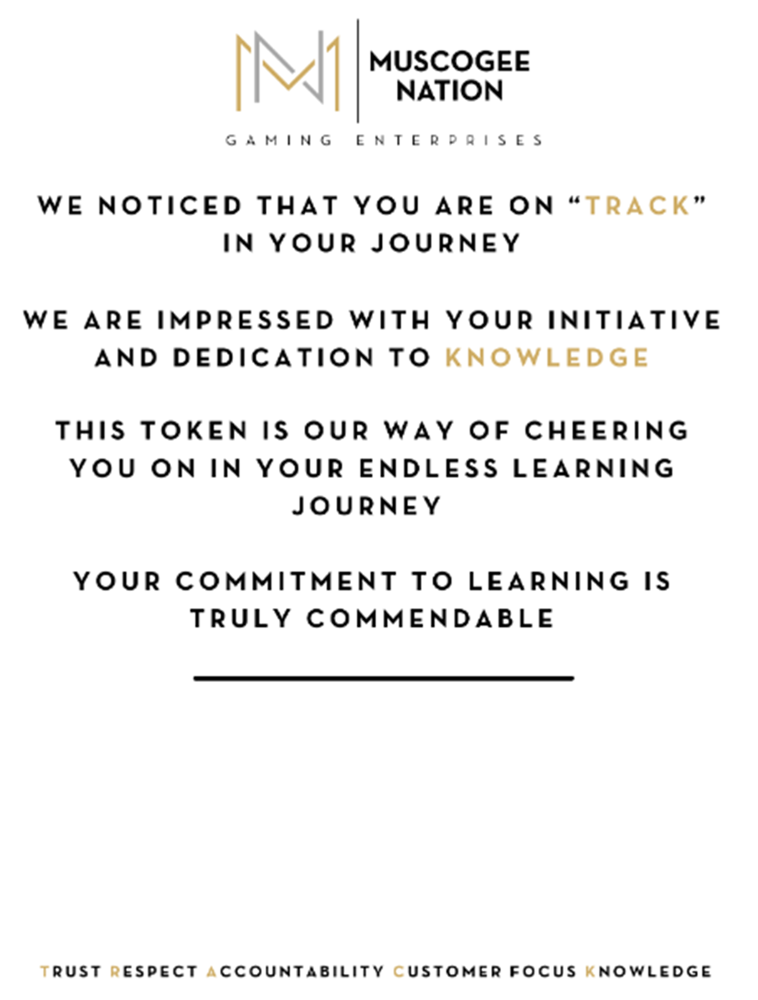 MUSCOGEE
NATION
GAMING ENTERPRISES
WE NOTICED THAT YOU ARE ON “TRACK”
IN YOUR JOURNEY
WE ARE IMPRESSED WITH YOUR INITIATIVE
AND DEDICATION TO KNOWLEDGE
THIS TOKEN IS OUR WAY OF CHEERING
YOU ON IN YOUR ENDLESS LEARNING
JOURNEY
YOUR COMMITMENT TO LEARNING IS
TRULY COMMENDABLE
TRUST RESPECT ACCOUNTABILITY CUSTOMER FOCUS KNOWLEDGE